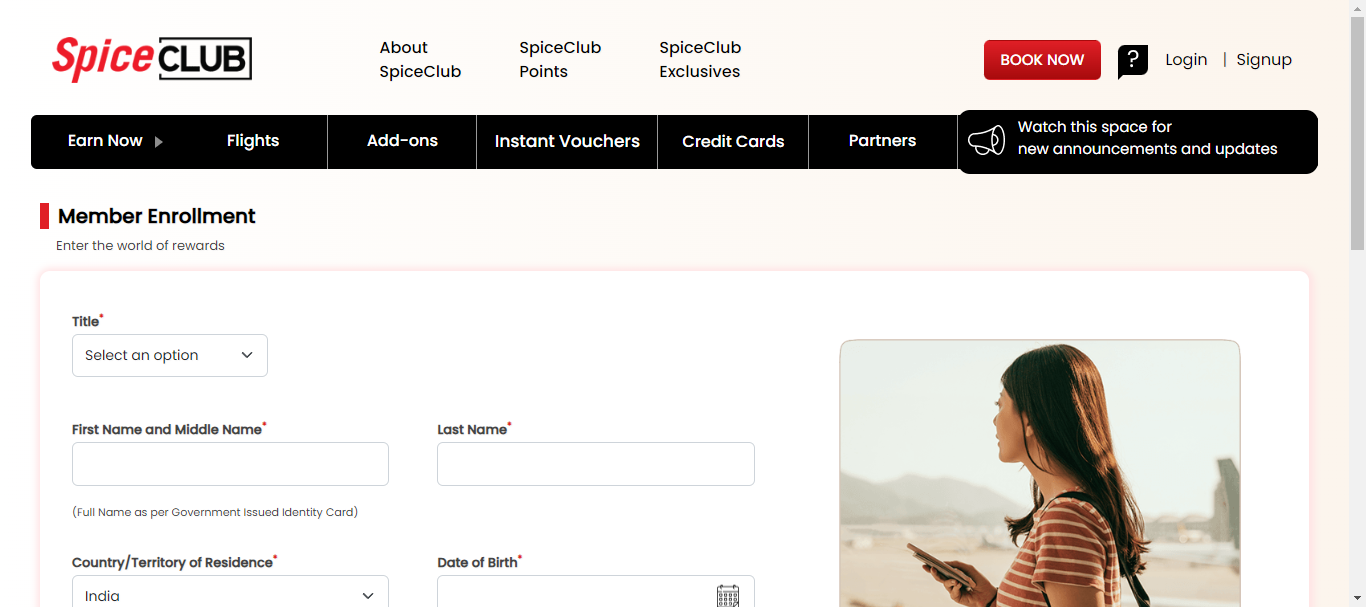 SpiceCLUB
About
SpiceClub
SpiceClub
Points
SpiceClub
Exclusives
BOOK NOW
?
Login | Signup
Earn Now
Flights
Add-ons
Instant Vouchers
Credit Cards
Partners
Watch this space for
new announcements and updates
Member Enrollment
Enter the world of rewards
Title*
Select an option
First Name and Middle Name*
Last Name*
(Full Name as per Government Issued Identity Card)
Country/Territory of Residence*
Date of Birth*
India